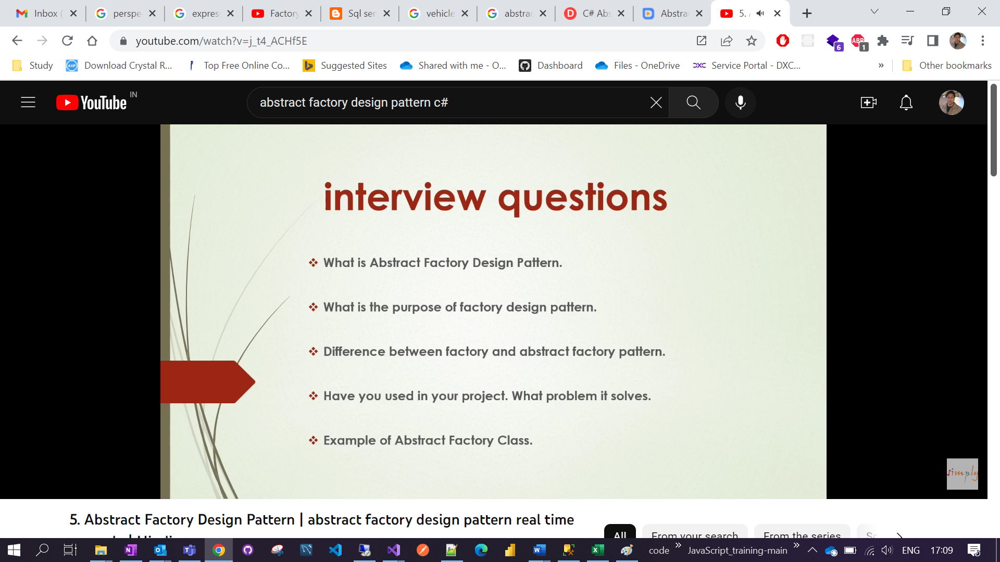 Inbox (
perspe
expres
Factory
Sql ser
vehicle
abstrac
C# Abs
Abstra
5.
youtube.com/watch?v=j_t4_ACHf5E
ABP
6
1
Study
ASP
Download Crystal R...
Top Free Online Co...
Suggested Sites
Shared with me - O...
Dashboard
Files - OneDrive
DXC
Service Portal - DXC...
»
Other bookmarks
YouTube IN
abstract factory design pattern c#
interview questions
What is Abstract Factory Design Pattern.
What is the purpose of factory design pattern.
Difference between factory and abstract factory pattern.
Have you used in your project. What problem it solves.
Example of Abstract Factory Class.
simply
5. Abstract Factory Design Pattern | abstract factory design pattern real time
All
From your search
From the series
code »
JavaScript_training-main »
ENG
17:09